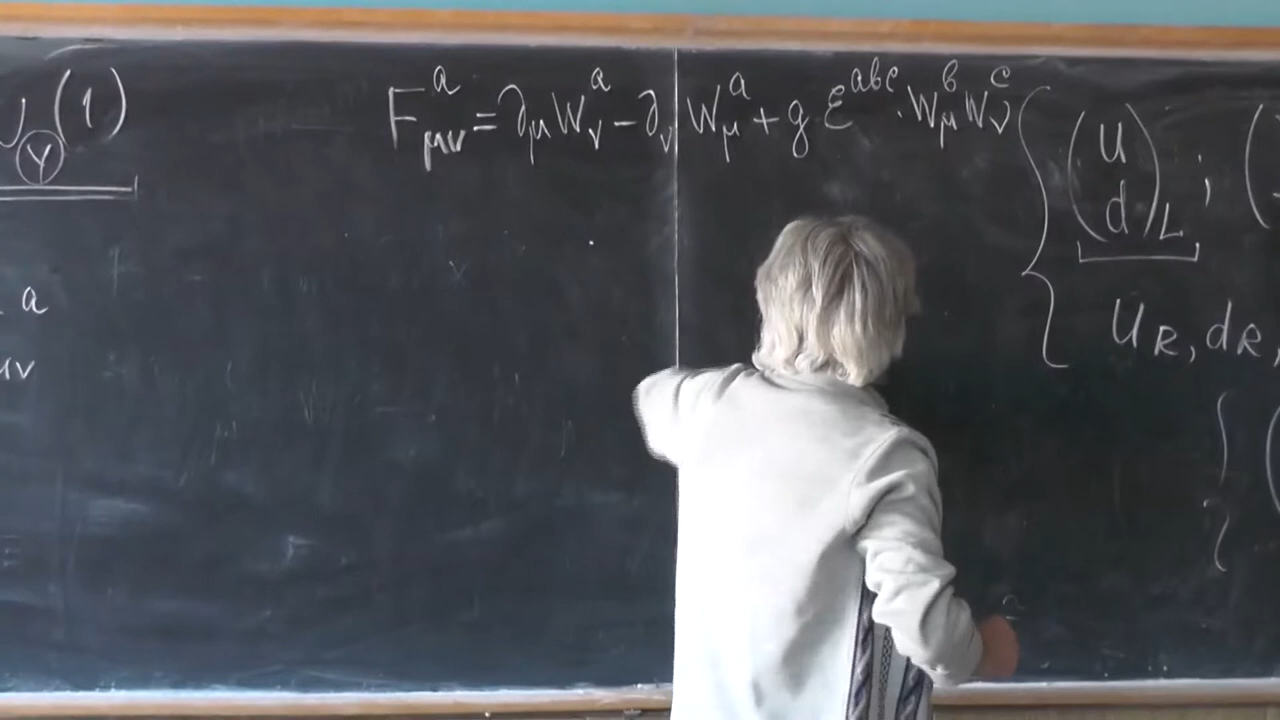 U_Y(1)
F^a_{μν} = ∂_μ W^a_ν − ∂_ν W^a_μ + g ε^{abc} · W^b_μ W^c_ν
{ (u d)_L ; (
u_R, d_R,
a
μν
{ (